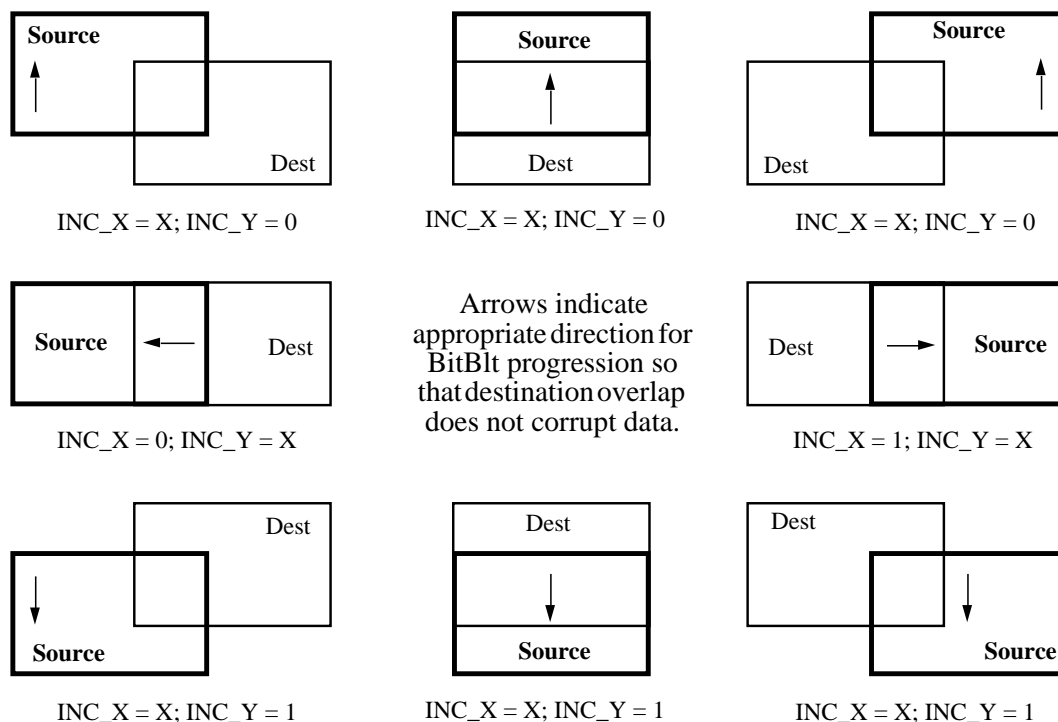 Source
Dest
INC_X = X; INC_Y = 0
Source
Dest
INC_X = X; INC_Y = 0
Source
Dest
INC_X = X; INC_Y = 0
Source
Dest
INC_X = 0; INC_Y = X
Arrows indicate
appropriate direction for
BitBlt progression so
that destination overlap
does not corrupt data.
Dest
Source
INC_X = 1; INC_Y = X
Dest
Source
INC_X = X; INC_Y = 1
Dest
Source
INC_X = X; INC_Y = 1
Dest
Source
INC_X = X; INC_Y = 1